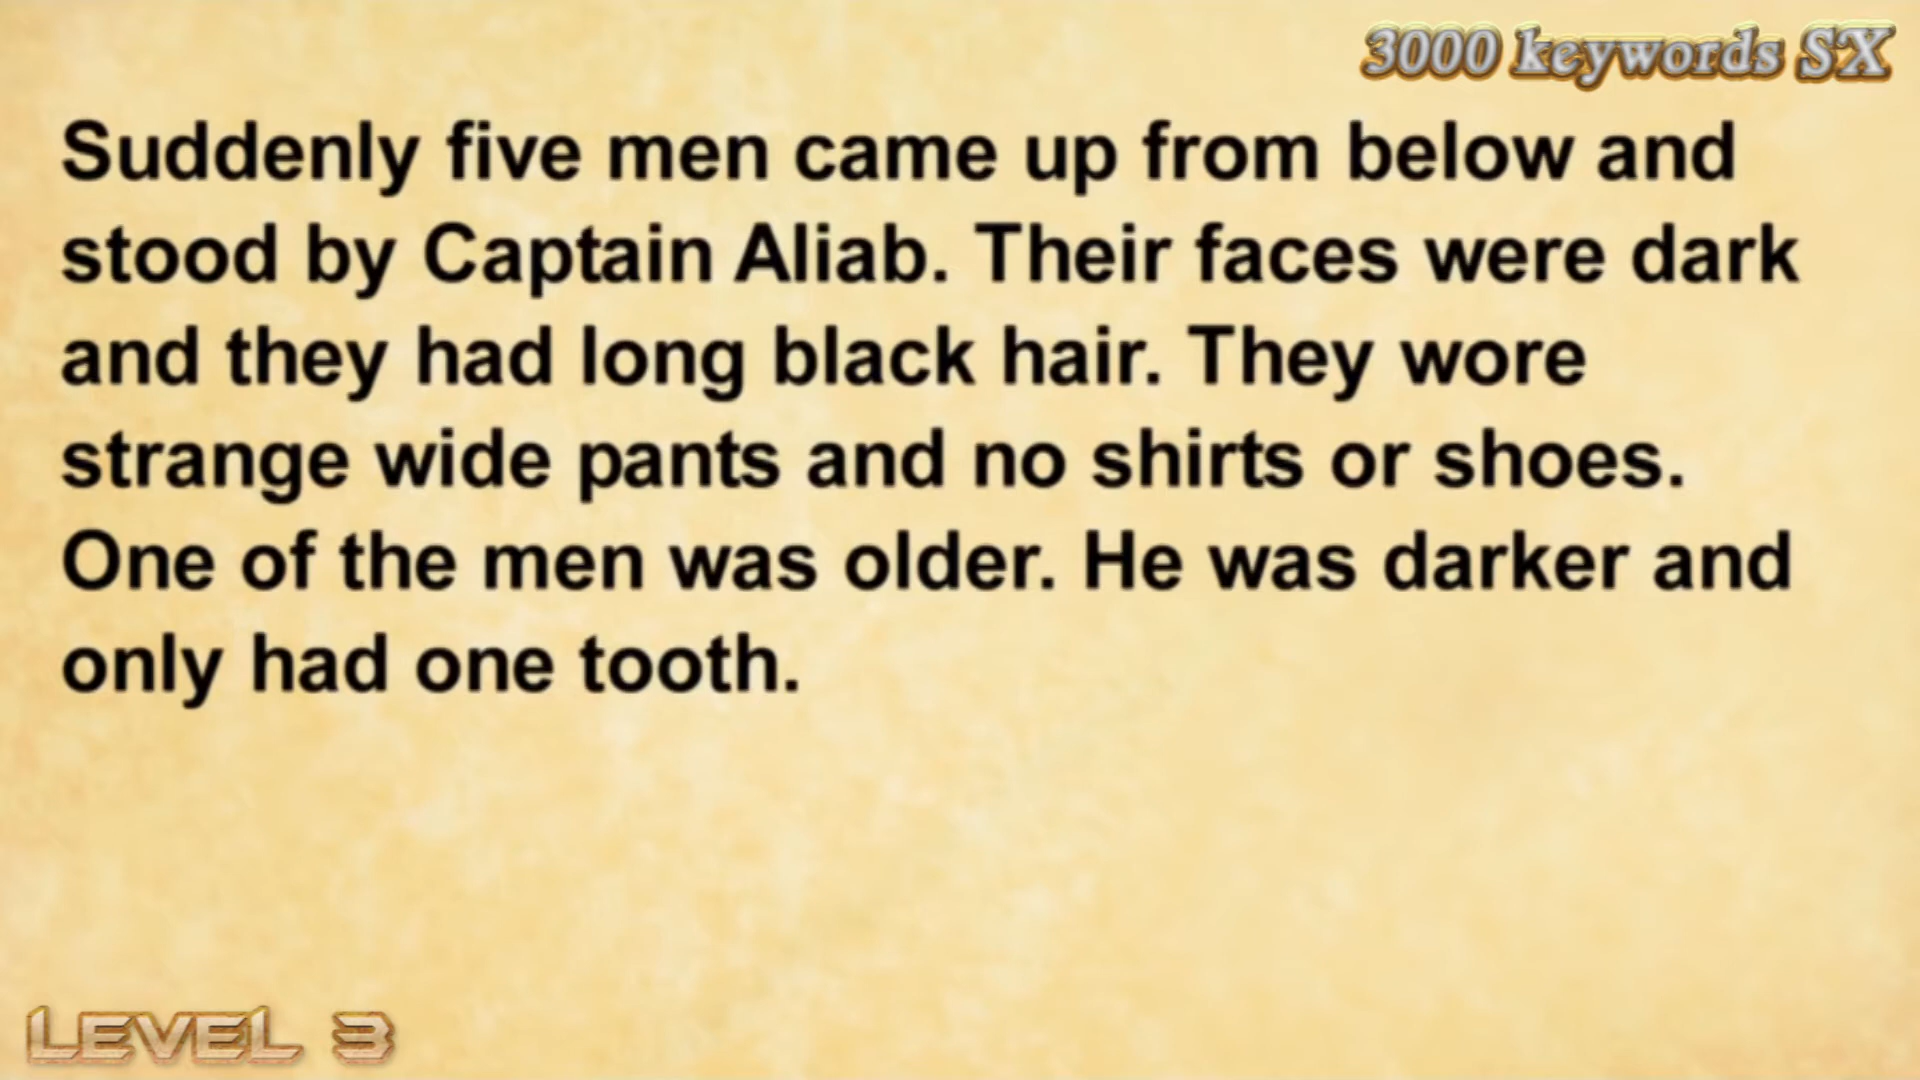 3000 keywords SX
Suddenly five men came up from below and
stood by Captain Aliab. Their faces were dark
and they had long black hair. They wore
strange wide pants and no shirts or shoes.
One of the men was older. He was darker and
only had one tooth.
LEVEL 3